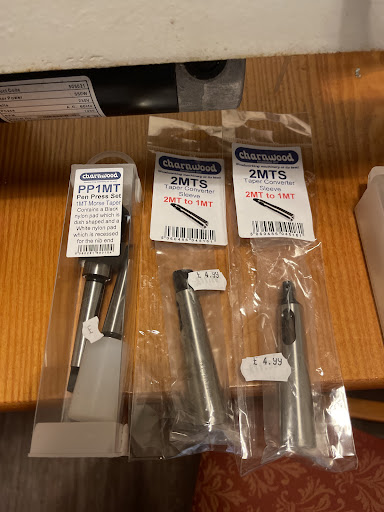 charnwood
PP1MT
Pen Press Set
1MT Morse Taper
Contains a Black
nylon pad which is
dish shaped and a
White nylon pad
which is recessed
for the nib end
£
charnwood
2MTS
Taper Converter
Sleeve
2MT to 1MT
£ 4.99
charnwood
2MTS
Taper Converter
Sleeve
2MT to 1MT
£ 4.99